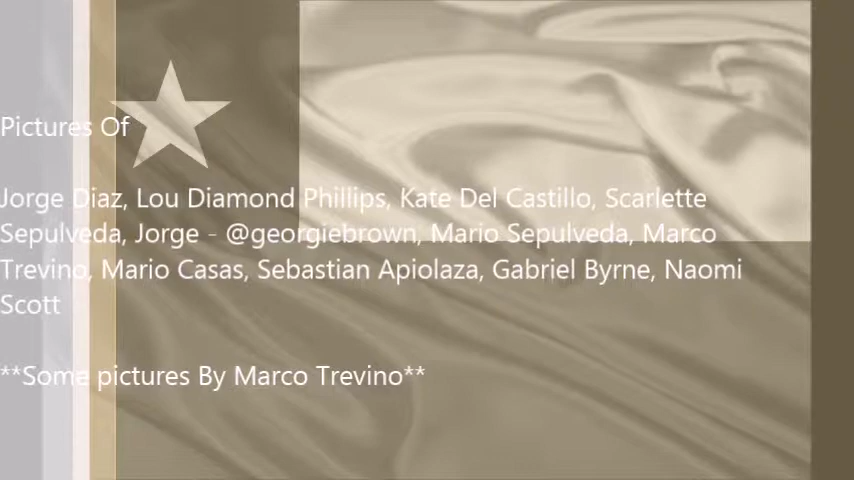 Pictures Of
Jorge Diaz, Lou Diamond Phillips, Kate Del Castillo, Scarlette
Sepulveda, Jorge - @georgiebrown, Mario Sepulveda, Marco
Trevino, Mario Casas, Sebastian Apiolaza, Gabriel Byrne, Naomi
Scott
**Some pictures By Marco Trevino**